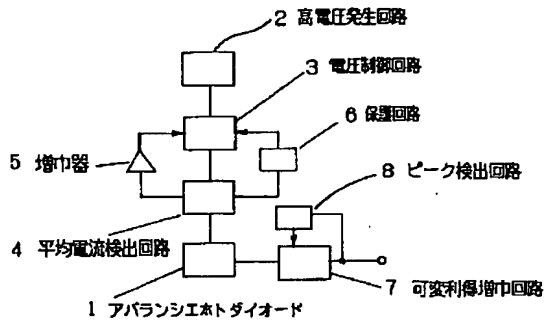 2 高電圧発生回路
3 電圧制御回路
6 保護回路
5 増巾器
8 ピーク検出回路
4 平均電流検出回路
7 可変利得増巾回路
1 アバランシエホトダイオード